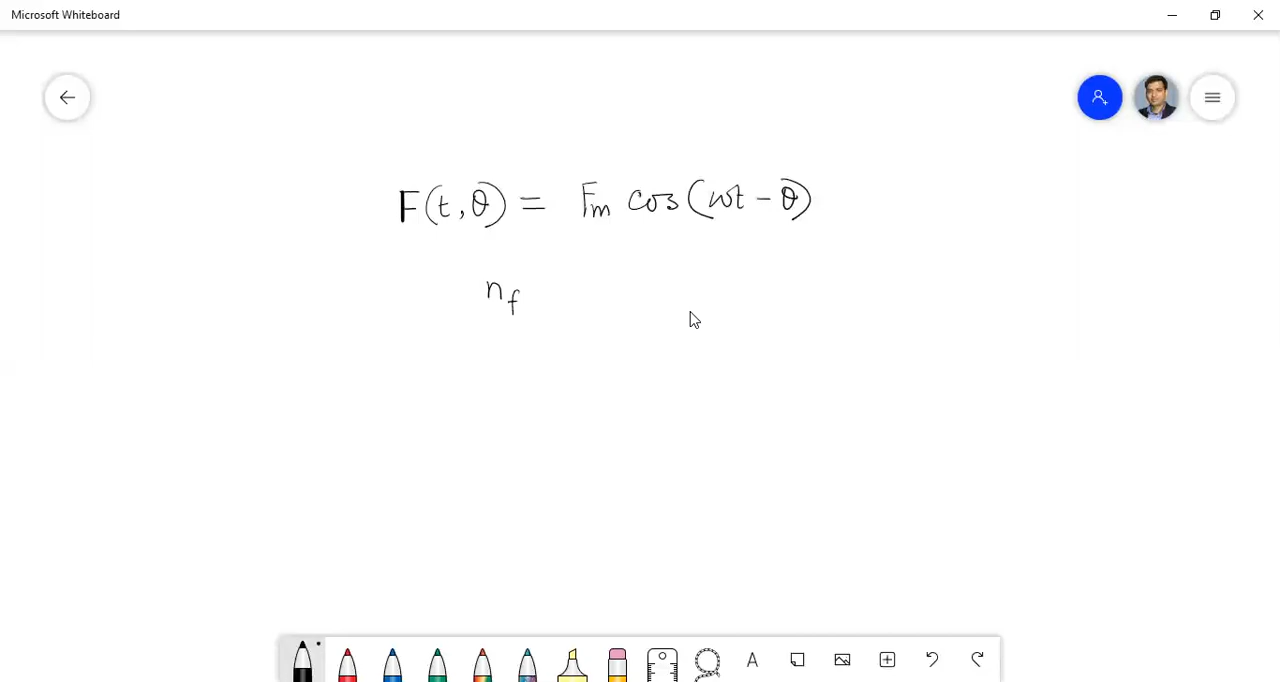 Microsoft Whiteboard
F(t,θ) = Fm cos(ωt − θ)
nf
A